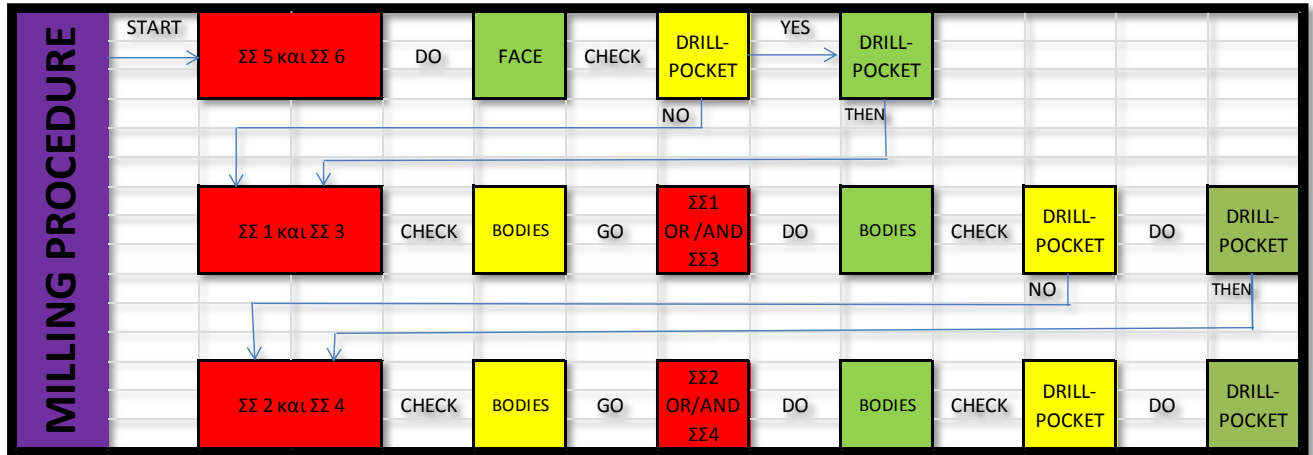 MILLING PROCEDURE
START
ΣΣ 5 και ΣΣ 6
DO
FACE
CHECK
DRILL-
POCKET
YES
DRILL-
POCKET
NO
THEN
ΣΣ 1 και ΣΣ 3
CHECK
BODIES
GO
ΣΣ1
OR /AND
ΣΣ3
DO
BODIES
CHECK
DRILL-
POCKET
DO
DRILL-
POCKET
NO
THEN
ΣΣ 2 και ΣΣ 4
CHECK
BODIES
GO
ΣΣ2
OR/AND
ΣΣ4
DO
BODIES
CHECK
DRILL-
POCKET
DO
DRILL-
POCKET